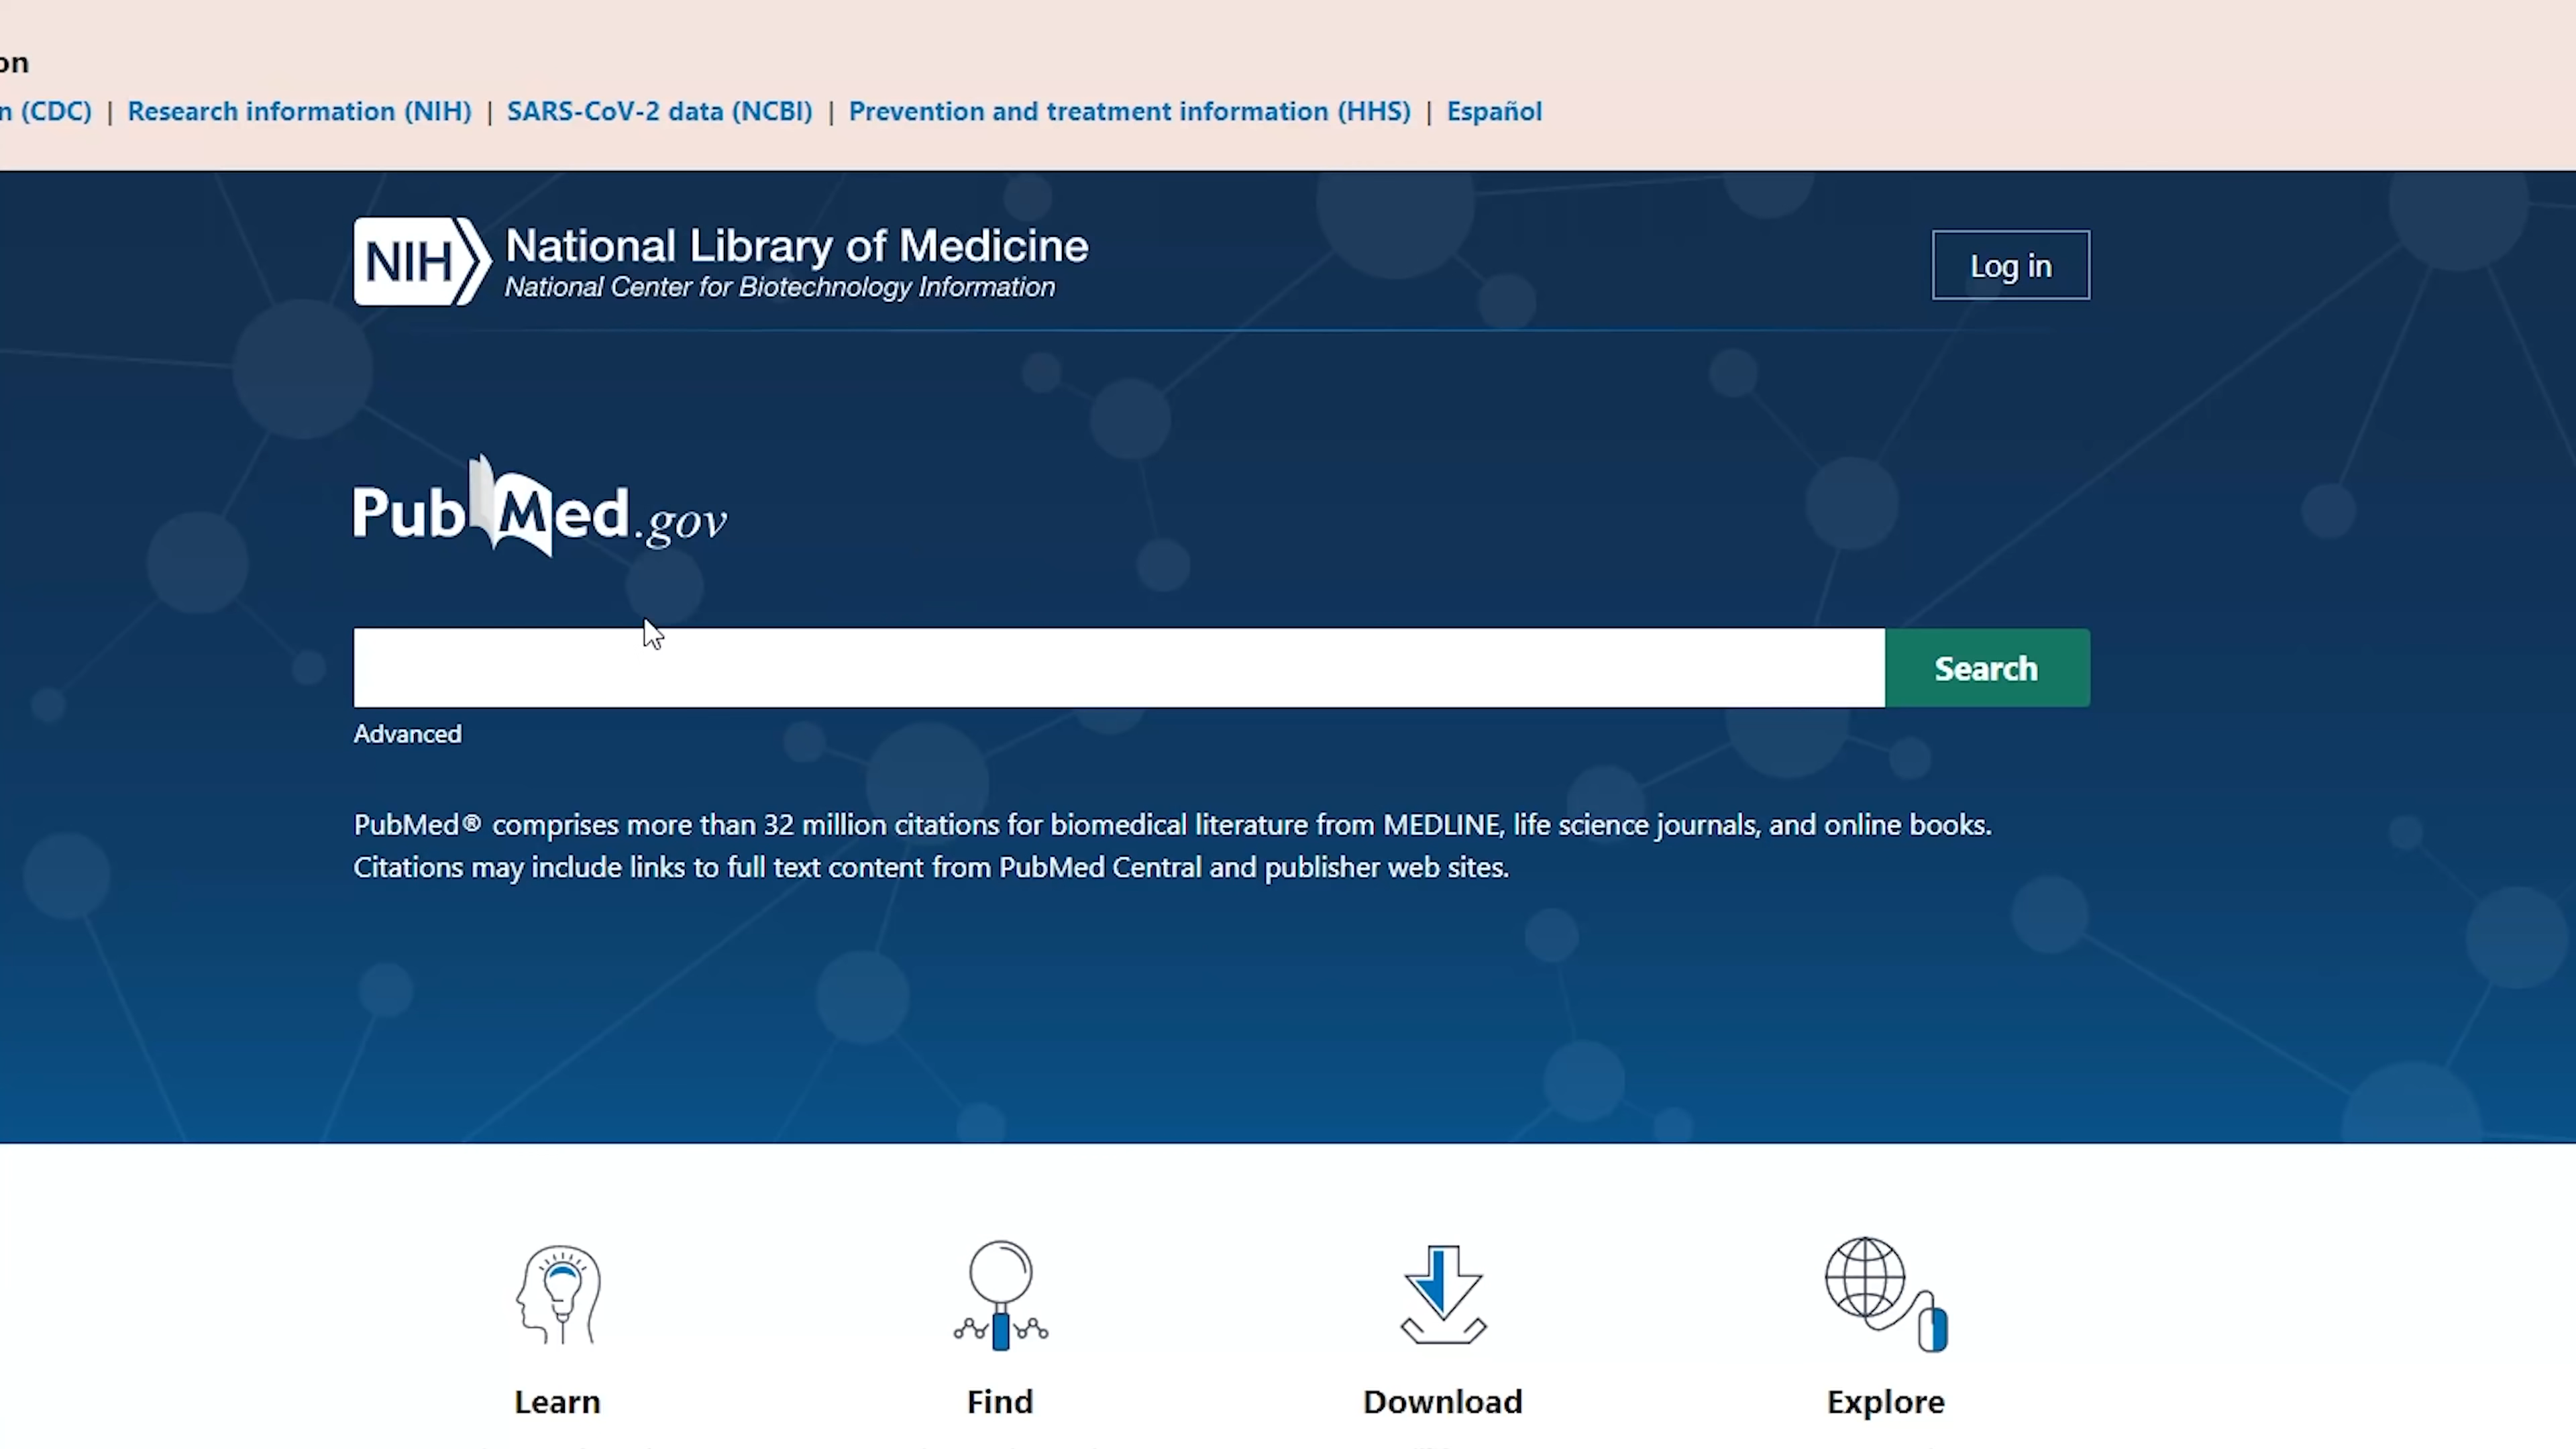 on
n (CDC) | Research information (NIH) | SARS-CoV-2 data (NCBI) | Prevention and treatment information (HHS) | Español
NIH National Library of Medicine
National Center for Biotechnology Information
Log in
PubMed.gov
Search
Advanced
PubMed® comprises more than 32 million citations for biomedical literature from MEDLINE, life science journals, and online books.
Citations may include links to full text content from PubMed Central and publisher web sites.
Learn
Find
Download
Explore